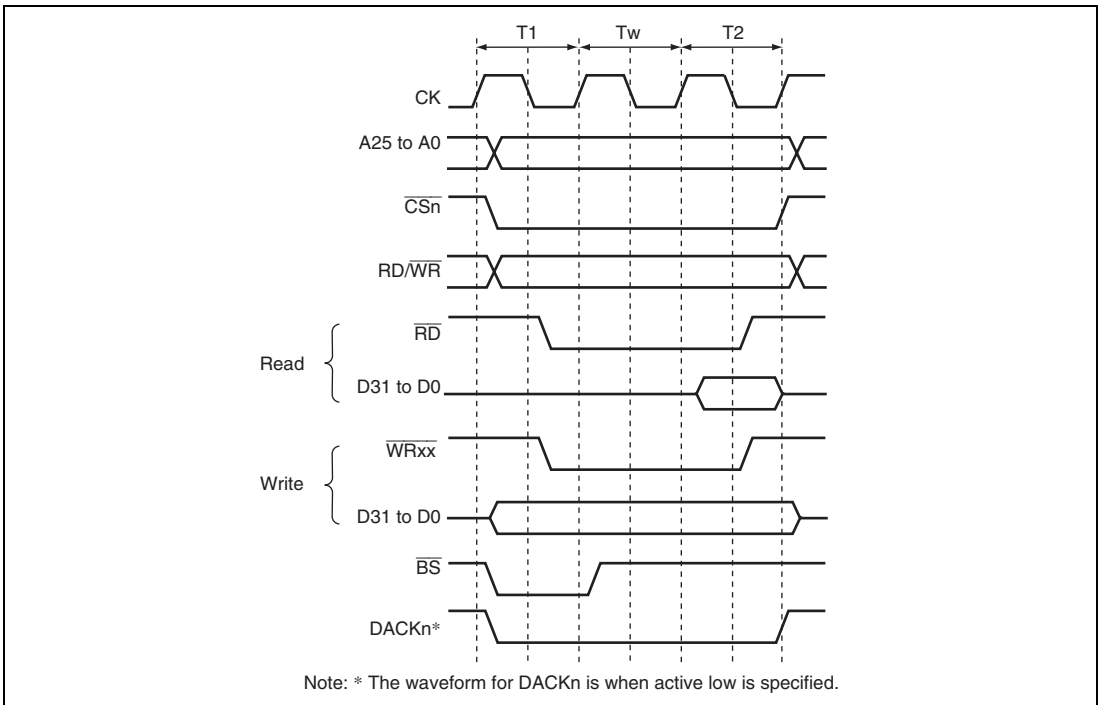 T1 Tw T2
CK
A25 to A0
CSn
RD/WR
RD
Read
D31 to D0
WRxx
Write
D31 to D0
BS
DACKn*
Note: * The waveform for DACKn is when active low is specified.